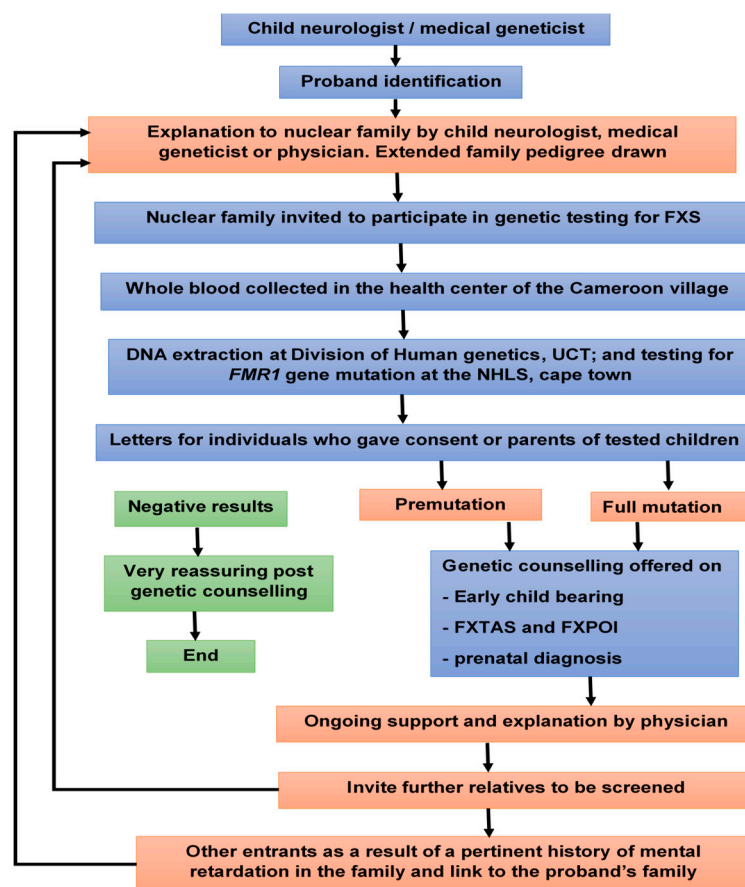 Child neurologist / medical geneticist
Proband identification
Explanation to nuclear family by child neurologist, medical
geneticist or physician. Extended family pedigree drawn
Nuclear family invited to participate in genetic testing for FXS
Whole blood collected in the health center of the Cameroon village
DNA extraction at Division of Human genetics, UCT; and testing for
FMR1 gene mutation at the NHLS, cape town
Letters for individuals who gave consent or parents of tested children
Negative results
Very reassuring post
genetic counselling
End
Premutation
Full mutation
Genetic counselling offered on
- Early child bearing
- FXTAS and FXPOI
- prenatal diagnosis
Ongoing support and explanation by physician
Invite further relatives to be screened
Other entrants as a result of a pertinent history of mental
retardation in the family and link to the proband's family